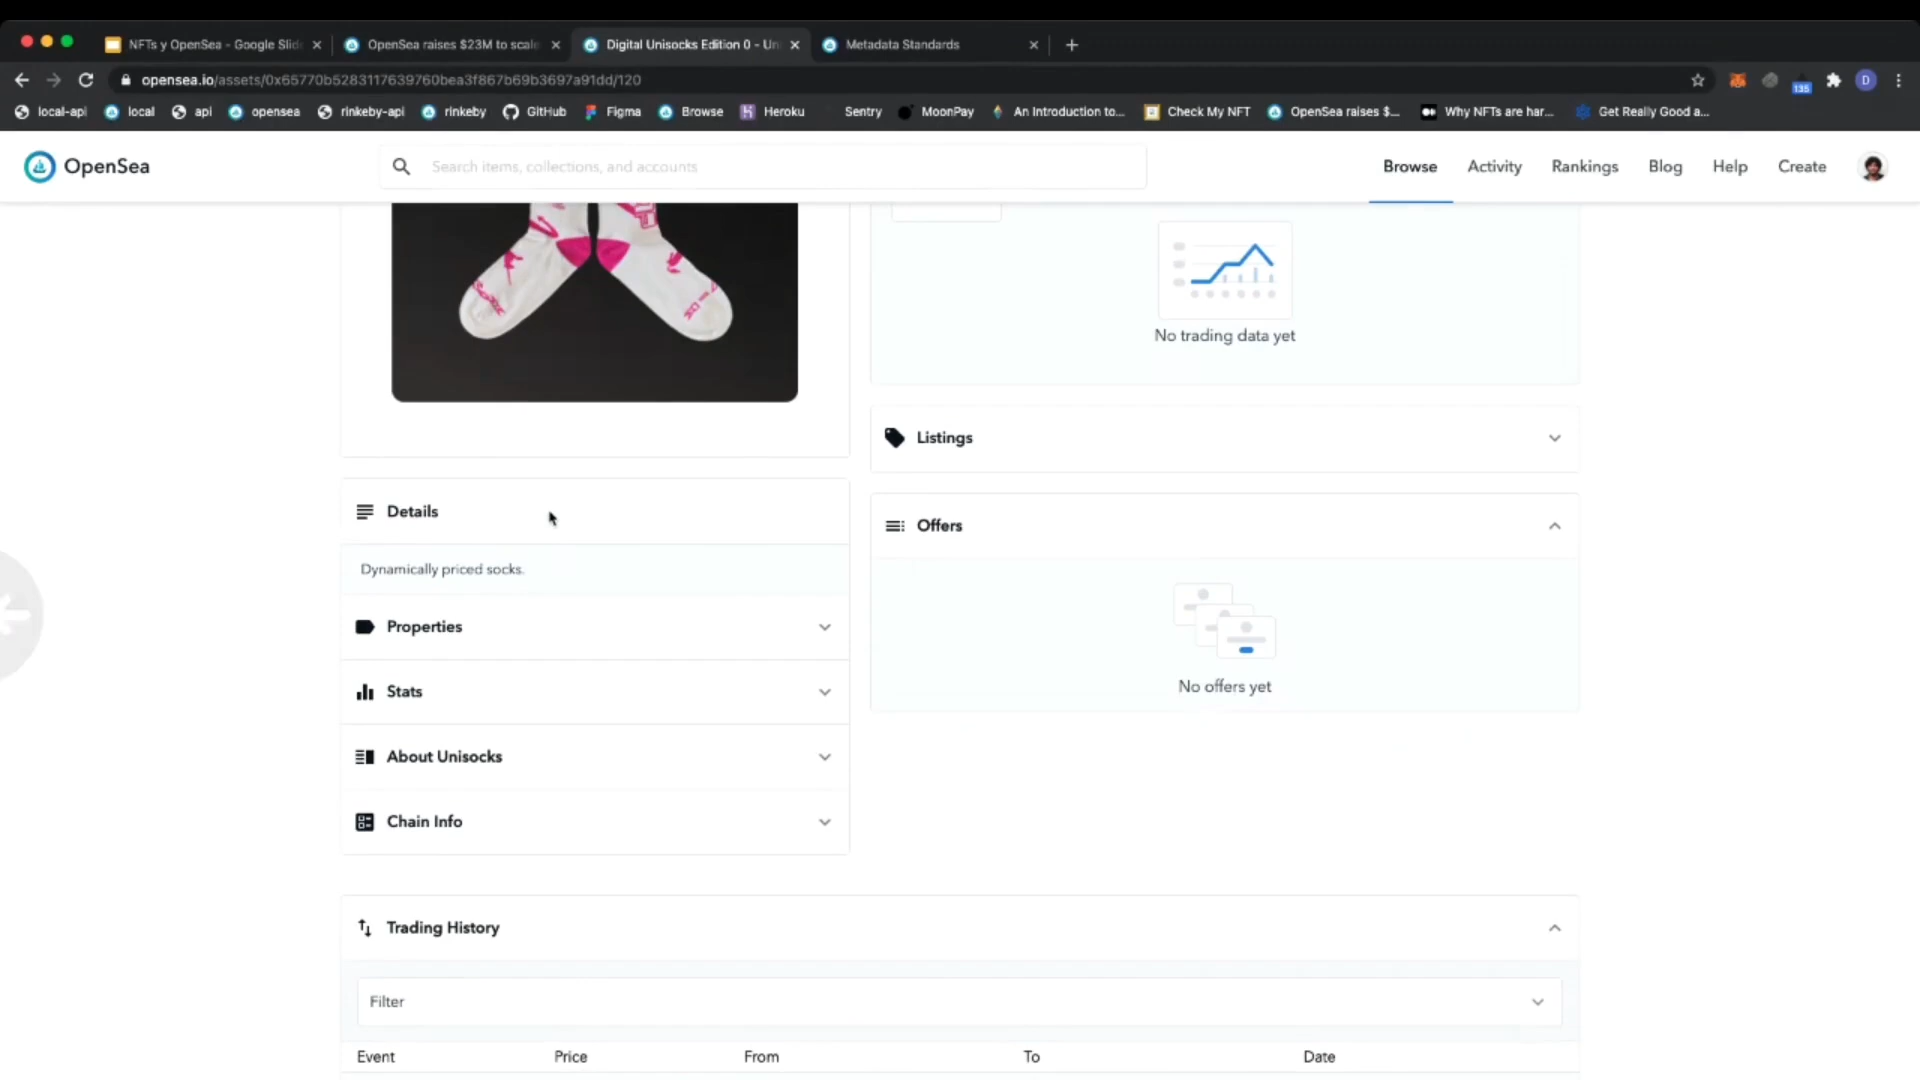 NFTs y OpenSea - Google Slid
OpenSea raises $23M to scale
Digital Unisocks Edition 0 - Un
Metadata Standards
opensea.io/assets/0x65770b5283117639760bea3f867b69b3697a91dd/120
135
D
local-api
local
api
opensea
rinkeby-api
rinkeby
GitHub
Figma
Browse
Heroku
Sentry
MoonPay
An Introduction to...
Check My NFT
OpenSea raises $...
Why NFTs are har...
Get Really Good a...
OpenSea
Search items, collections, and accounts
Browse
Activity
Rankings
Blog
Help
Create
No trading data yet
Listings
Details
Dynamically priced socks.
Offers
No offers yet
Properties
Stats
About Unisocks
Chain Info
Trading History
Filter
Event Price From To Date